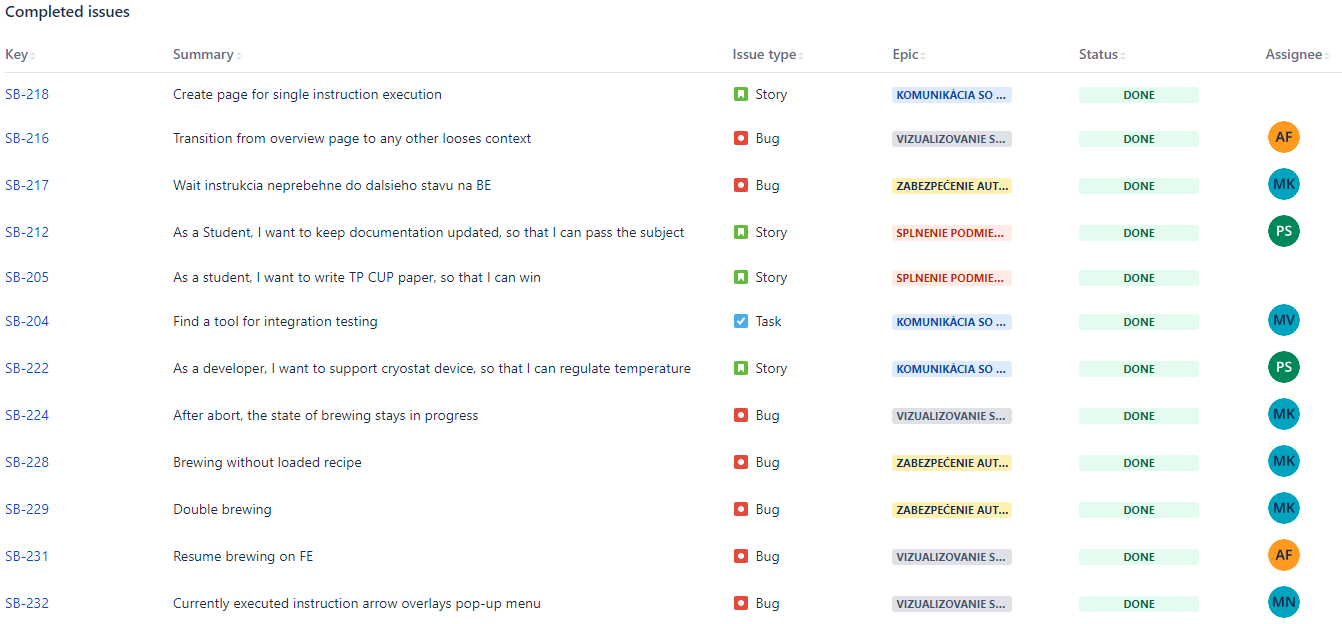 Completed issues
Key Summary Issue type Epic Status Assignee
SB-218 Create page for single instruction execution Story KOMUNIKÁCIA SO ... DONE
SB-216 Transition from overview page to any other looses context Bug VIZUALIZOVANIE S... DONE AF
SB-217 Wait instrukcia neprebehne do dalsieho stavu na BE Bug ZABEZPEČENIE AUT... DONE MK
SB-212 As a Student, I want to keep documentation updated, so that I can pass the subject Story SPLNENIE PODMIE... DONE PS
SB-205 As a student, I want to write TP CUP paper, so that I can win Story SPLNENIE PODMIE... DONE
SB-204 Find a tool for integration testing Task KOMUNIKÁCIA SO ... DONE MV
SB-222 As a developer, I want to support cryostat device, so that I can regulate temperature Story KOMUNIKÁCIA SO ... DONE PS
SB-224 After abort, the state of brewing stays in progress Bug VIZUALIZOVANIE S... DONE MK
SB-228 Brewing without loaded recipe Bug ZABEZPEČENIE AUT... DONE MK
SB-229 Double brewing Bug ZABEZPEČENIE AUT... DONE MK
SB-231 Resume brewing on FE Bug VIZUALIZOVANIE S... DONE AF
SB-232 Currently executed instruction arrow overlays pop-up menu Bug VIZUALIZOVANIE S... DONE MN